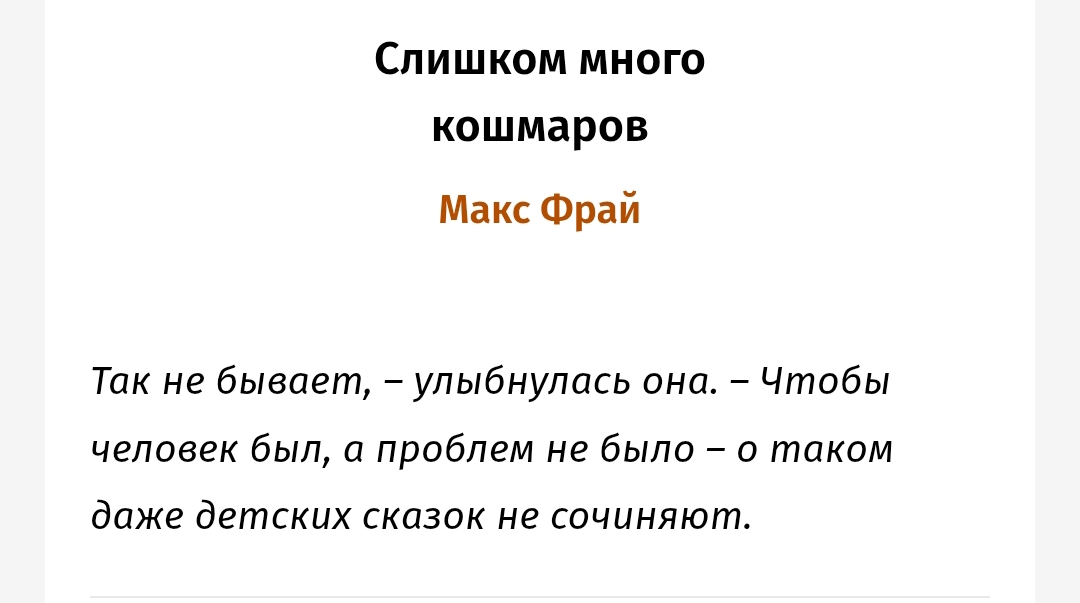 Слишком много
кошмаров
Макс Фрай
Так не бывает, – улыбнулась она. – Чтобы
человек был, а проблем не было – о таком
даже детских сказок не сочиняют.